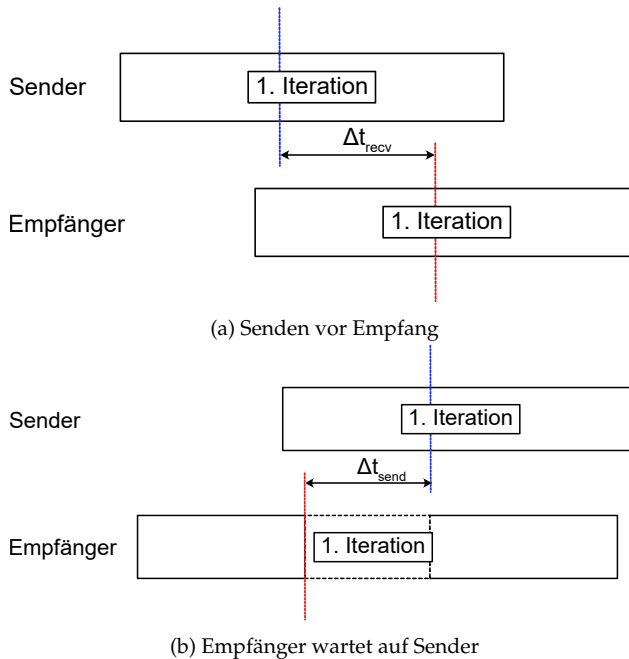 Sender
1. Iteration
Δt_recv
Empfänger
1. Iteration
(a) Senden vor Empfang
Sender
1. Iteration
Δt_send
Empfänger
1. Iteration
(b) Empfänger wartet auf Sender